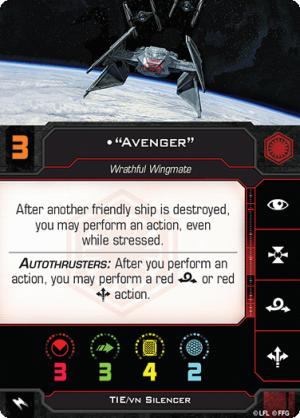 •"Avenger"
3
Wrathful Wingmate
After another friendly ship is destroyed,
you may perform an action, even
while stressed.
Autothrusters: After you perform an
action, you may perform a red or red
action.
3 3 4 2
TIE/vn Silencer
©LFL ©FFG